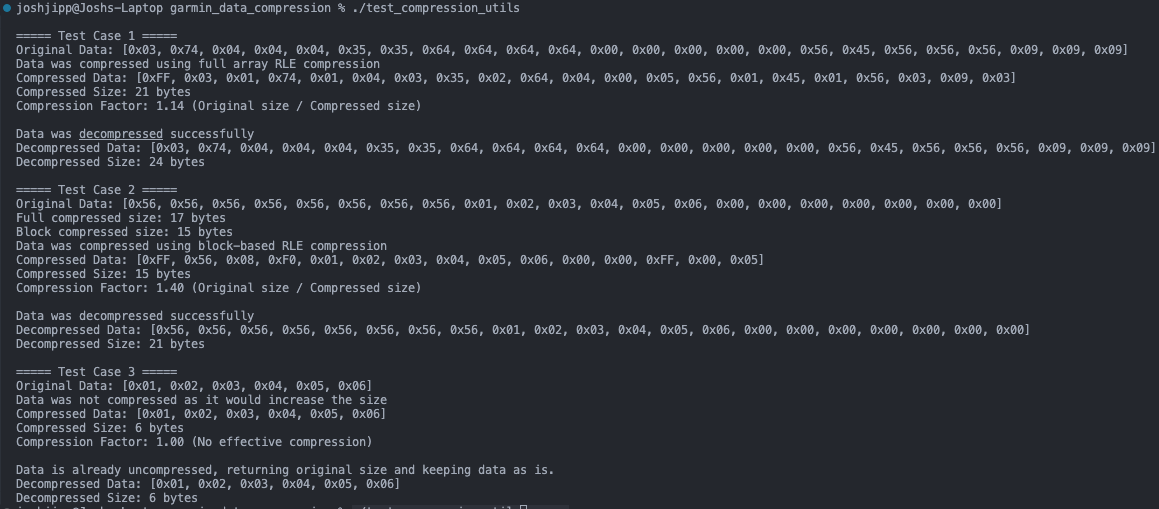 joshjipp@Joshs-Laptop garmin_data_compression % ./test_compression_utils
===== Test Case 1 =====
Original Data: [0x03, 0x74, 0x04, 0x04, 0x04, 0x35, 0x35, 0x64, 0x64, 0x64, 0x64, 0x00, 0x00, 0x00, 0x00, 0x00, 0x56, 0x45, 0x56, 0x56, 0x56, 0x09, 0x09, 0x09]
Data was compressed using full array RLE compression
Compressed Data: [0xFF, 0x03, 0x01, 0x74, 0x01, 0x04, 0x03, 0x35, 0x02, 0x64, 0x04, 0x00, 0x05, 0x56, 0x01, 0x45, 0x01, 0x56, 0x03, 0x09, 0x03]
Compressed Size: 21 bytes
Compression Factor: 1.14 (Original size / Compressed size)
Data was decompressed successfully
Decompressed Data: [0x03, 0x74, 0x04, 0x04, 0x04, 0x35, 0x35, 0x64, 0x64, 0x64, 0x64, 0x00, 0x00, 0x00, 0x00, 0x00, 0x56, 0x45, 0x56, 0x56, 0x56, 0x09, 0x09, 0x09]
Decompressed Size: 24 bytes
===== Test Case 2 =====
Original Data: [0x56, 0x56, 0x56, 0x56, 0x56, 0x56, 0x56, 0x56, 0x01, 0x02, 0x03, 0x04, 0x05, 0x06, 0x00, 0x00, 0x00, 0x00, 0x00, 0x00, 0x00]
Full compressed size: 17 bytes
Block compressed size: 15 bytes
Data was compressed using block-based RLE compression
Compressed Data: [0xFF, 0x56, 0x08, 0xF0, 0x01, 0x02, 0x03, 0x04, 0x05, 0x06, 0x00, 0x00, 0xFF, 0x00, 0x05]
Compressed Size: 15 bytes
Compression Factor: 1.40 (Original size / Compressed size)
Data was decompressed successfully
Decompressed Data: [0x56, 0x56, 0x56, 0x56, 0x56, 0x56, 0x56, 0x56, 0x01, 0x02, 0x03, 0x04, 0x05, 0x06, 0x00, 0x00, 0x00, 0x00, 0x00, 0x00, 0x00]
Decompressed Size: 21 bytes
===== Test Case 3 =====
Original Data: [0x01, 0x02, 0x03, 0x04, 0x05, 0x06]
Data was not compressed as it would increase the size
Compressed Data: [0x01, 0x02, 0x03, 0x04, 0x05, 0x06]
Compressed Size: 6 bytes
Compression Factor: 1.00 (No effective compression)
Data is already uncompressed, returning original size and keeping data as is.
Decompressed Data: [0x01, 0x02, 0x03, 0x04, 0x05, 0x06]
Decompressed Size: 6 bytes